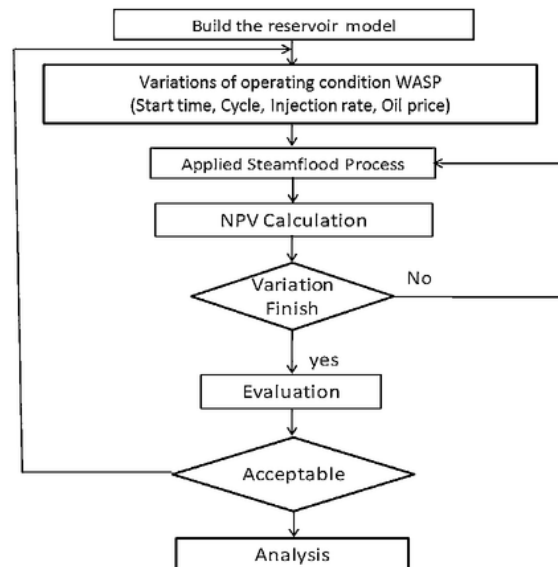 Build the reservoir model
Variations of operating condition WASP
(Start time, Cycle, Injection rate, Oil price)
Applied Steamflood Process
NPV Calculation
Variation
Finish
No
yes
Evaluation
Acceptable
Analysis